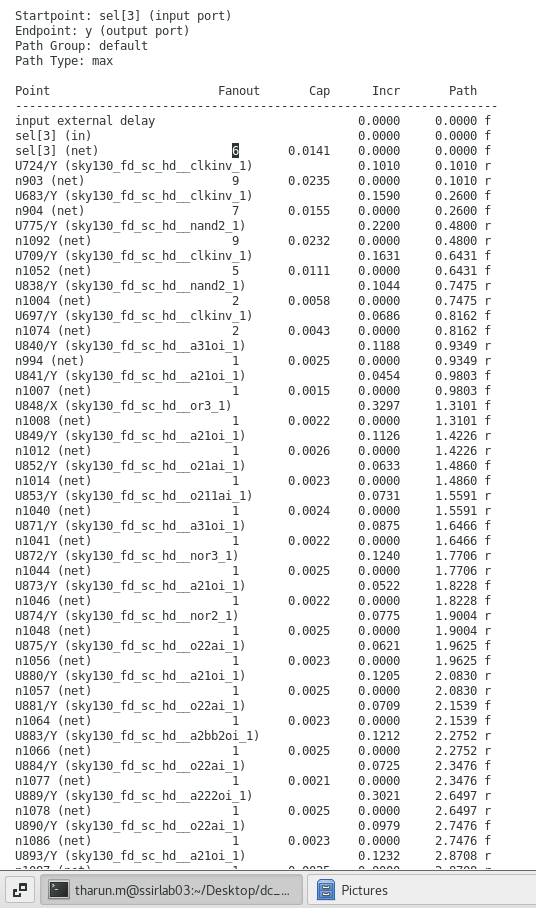 Startpoint: sel[3] (input port)
Endpoint: y (output port)
Path Group: default
Path Type: max
Point Fanout Cap Incr Path
---------------------------------------------------------------------
input external delay 0.0000 0.0000 f
sel[3] (in) 0.0000 0.0000 f
sel[3] (net) 6 0.0141 0.0000 0.0000 f
U724/Y (sky130_fd_sc_hd__clkinv_1) 0.1010 0.1010 r
n903 (net) 9 0.0235 0.0000 0.1010 r
U683/Y (sky130_fd_sc_hd__clkinv_1) 0.1590 0.2600 f
n904 (net) 7 0.0155 0.0000 0.2600 f
U775/Y (sky130_fd_sc_hd__nand2_1) 0.2200 0.4800 r
n1092 (net) 9 0.0232 0.0000 0.4800 r
U709/Y (sky130_fd_sc_hd__clkinv_1) 0.1631 0.6431 f
n1052 (net) 5 0.0111 0.0000 0.6431 f
U838/Y (sky130_fd_sc_hd__nand2_1) 0.1044 0.7475 r
n1004 (net) 2 0.0058 0.0000 0.7475 r
U697/Y (sky130_fd_sc_hd__clkinv_1) 0.0686 0.8162 f
n1074 (net) 2 0.0043 0.0000 0.8162 f
U840/Y (sky130_fd_sc_hd__a31oi_1) 0.1188 0.9349 r
n994 (net) 1 0.0025 0.0000 0.9349 r
U841/Y (sky130_fd_sc_hd__a21oi_1) 0.0454 0.9803 f
n1007 (net) 1 0.0015 0.0000 0.9803 f
U848/X (sky130_fd_sc_hd__or3_1) 0.3297 1.3101 f
n1008 (net) 1 0.0022 0.0000 1.3101 f
U849/Y (sky130_fd_sc_hd__a21oi_1) 0.1126 1.4226 r
n1012 (net) 1 0.0026 0.0000 1.4226 r
U852/Y (sky130_fd_sc_hd__o21ai_1) 0.0633 1.4860 f
n1014 (net) 1 0.0023 0.0000 1.4860 f
U853/Y (sky130_fd_sc_hd__o211ai_1) 0.0731 1.5591 r
n1040 (net) 1 0.0024 0.0000 1.5591 r
U871/Y (sky130_fd_sc_hd__a31oi_1) 0.0875 1.6466 f
n1041 (net) 1 0.0022 0.0000 1.6466 f
U872/Y (sky130_fd_sc_hd__nor3_1) 0.1240 1.7706 r
n1044 (net) 1 0.0025 0.0000 1.7706 r
U873/Y (sky130_fd_sc_hd__a21oi_1) 0.0522 1.8228 f
n1046 (net) 1 0.0022 0.0000 1.8228 f
U874/Y (sky130_fd_sc_hd__nor2_1) 0.0775 1.9004 r
n1048 (net) 1 0.0025 0.0000 1.9004 r
U875/Y (sky130_fd_sc_hd__o22ai_1) 0.0621 1.9625 f
n1056 (net) 1 0.0023 0.0000 1.9625 f
U880/Y (sky130_fd_sc_hd__a21oi_1) 0.1205 2.0830 r
n1057 (net) 1 0.0025 0.0000 2.0830 r
U881/Y (sky130_fd_sc_hd__o22ai_1) 0.0709 2.1539 f
n1064 (net) 1 0.0023 0.0000 2.1539 f
U883/Y (sky130_fd_sc_hd__a2bb2oi_1) 0.1212 2.2752 r
n1066 (net) 1 0.0025 0.0000 2.2752 r
U884/Y (sky130_fd_sc_hd__o22ai_1) 0.0725 2.3476 f
n1077 (net) 1 0.0021 0.0000 2.3476 f
U889/Y (sky130_fd_sc_hd__a222oi_1) 0.3021 2.6497 r
n1078 (net) 1 0.0025 0.0000 2.6497 r
U890/Y (sky130_fd_sc_hd__o22ai_1) 0.0979 2.7476 f
n1086 (net) 1 0.0023 0.0000 2.7476 f
U893/Y (sky130_fd_sc_hd__a21oi_1) 0.1232 2.8708 r
tharun.m@ssirlab03:~/Desktop/dc_... Pictures